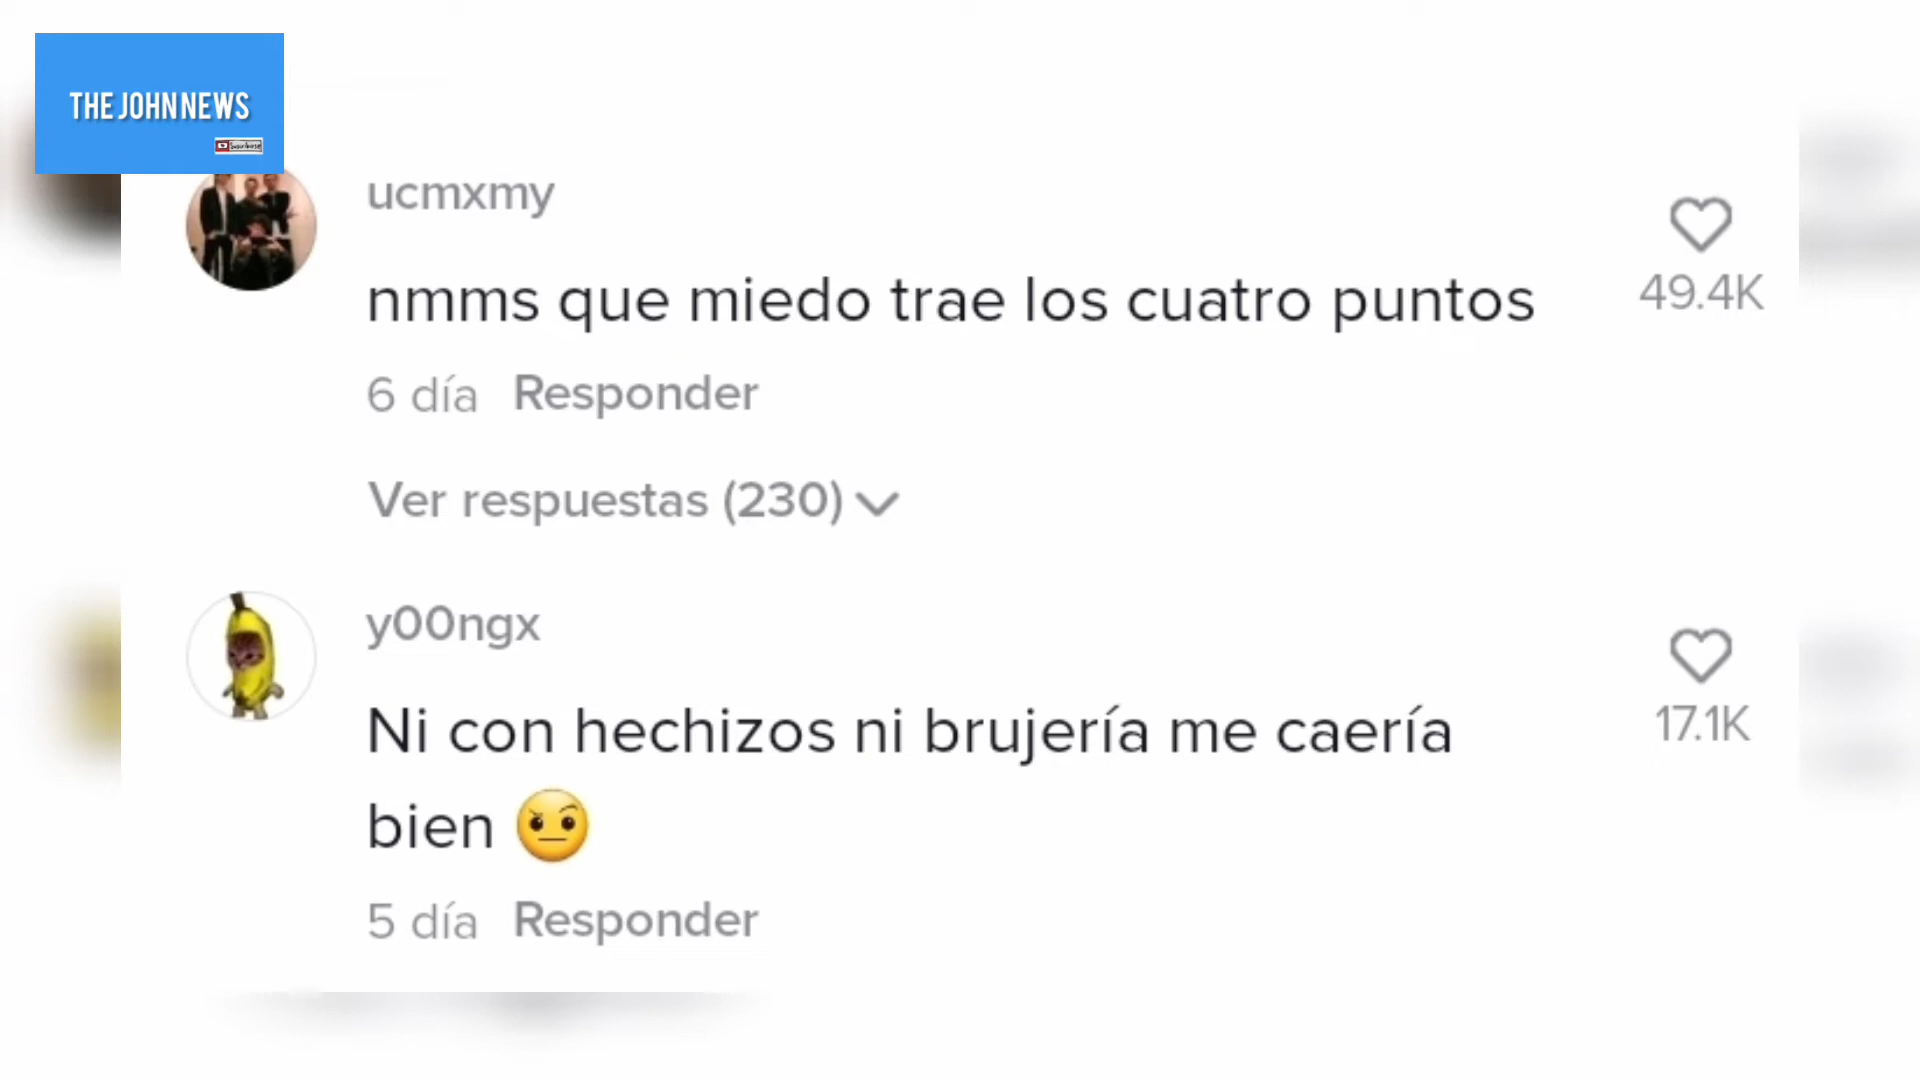 THE JOHN NEWS
Suscribirse
ucmxmy
nmms que miedo trae los cuatro puntos
49.4K
6 día Responder
Ver respuestas (230)
y00ngx
Ni con hechizos ni brujería me caería
bien 🤨
17.1K
5 día Responder